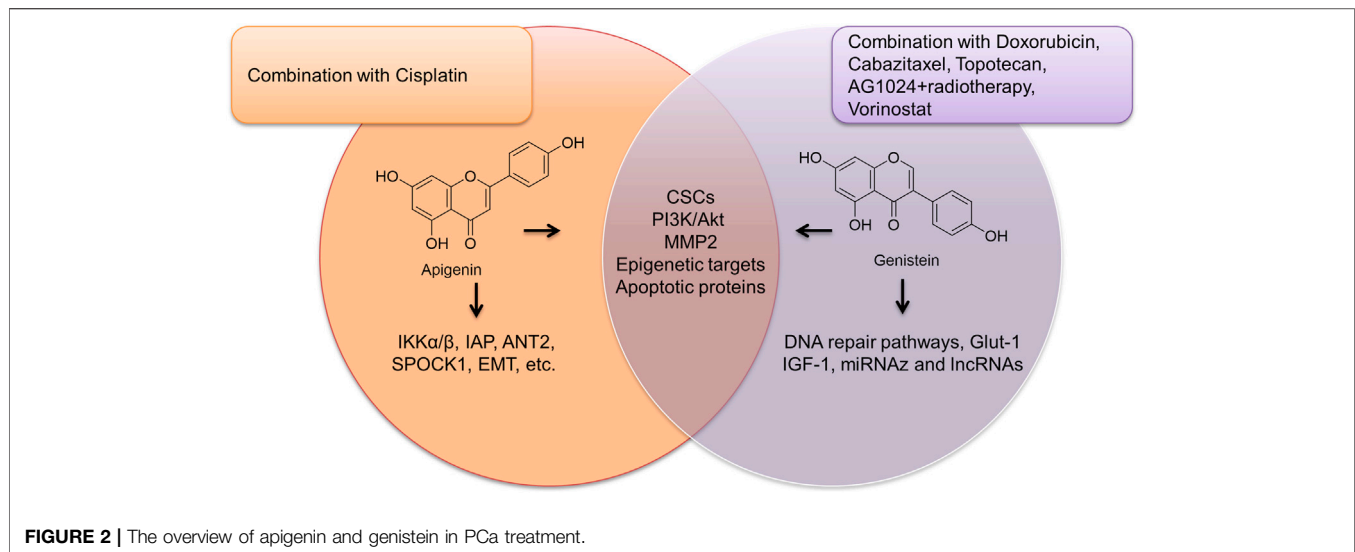 Combination with Cisplatin
Combination with Doxorubicin,
Cabazitaxel, Topotecan,
AG1024+radiotherapy,
Vorinostat
OH
HO
O
OH
O
Apigenin
IKKα/β, IAP, ANT2,
SPOCK1, EMT, etc.
CSCs
PI3K/Akt
MMP2
Epigenetic targets
Apoptotic proteins
HO
O
OH
O
OH
Genistein
DNA repair pathways, Glut-1
IGF-1, miRNAz and lncRNAs
FIGURE 2 | The overview of apigenin and genistein in PCa treatment.